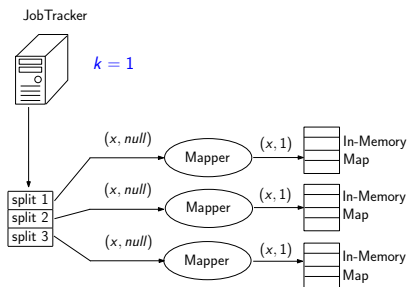 JobTracker
k = 1
(x, null)
(x, 1)
Mapper
In-Memory
Map
split 1
split 2
split 3
(x, null)
(x, 1)
Mapper
In-Memory
Map
(x, null)
(x, 1)
Mapper
In-Memory
Map